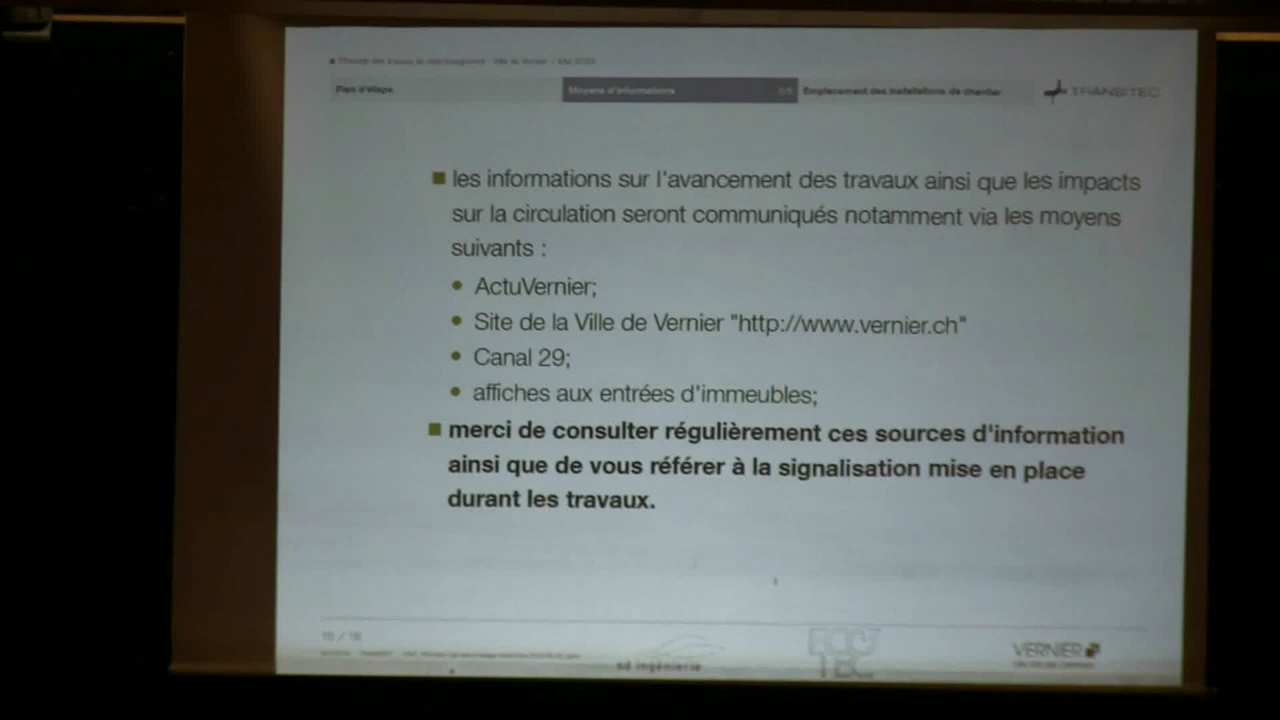 Plan d'étape
Moyens d'informations
Emplacement des installations de chantier
TRANSITEC
les informations sur l'avancement des travaux ainsi que les impacts
sur la circulation seront communiqués notamment via les moyens
suivants :
ActuVernier;
Site de la Ville de Vernier "http://www.vernier.ch"
Canal 29;
affiches aux entrées d'immeubles;
merci de consulter régulièrement ces sources d'information
ainsi que de vous référer à la signalisation mise en place
durant les travaux.
sd ingénierie
VERNIER